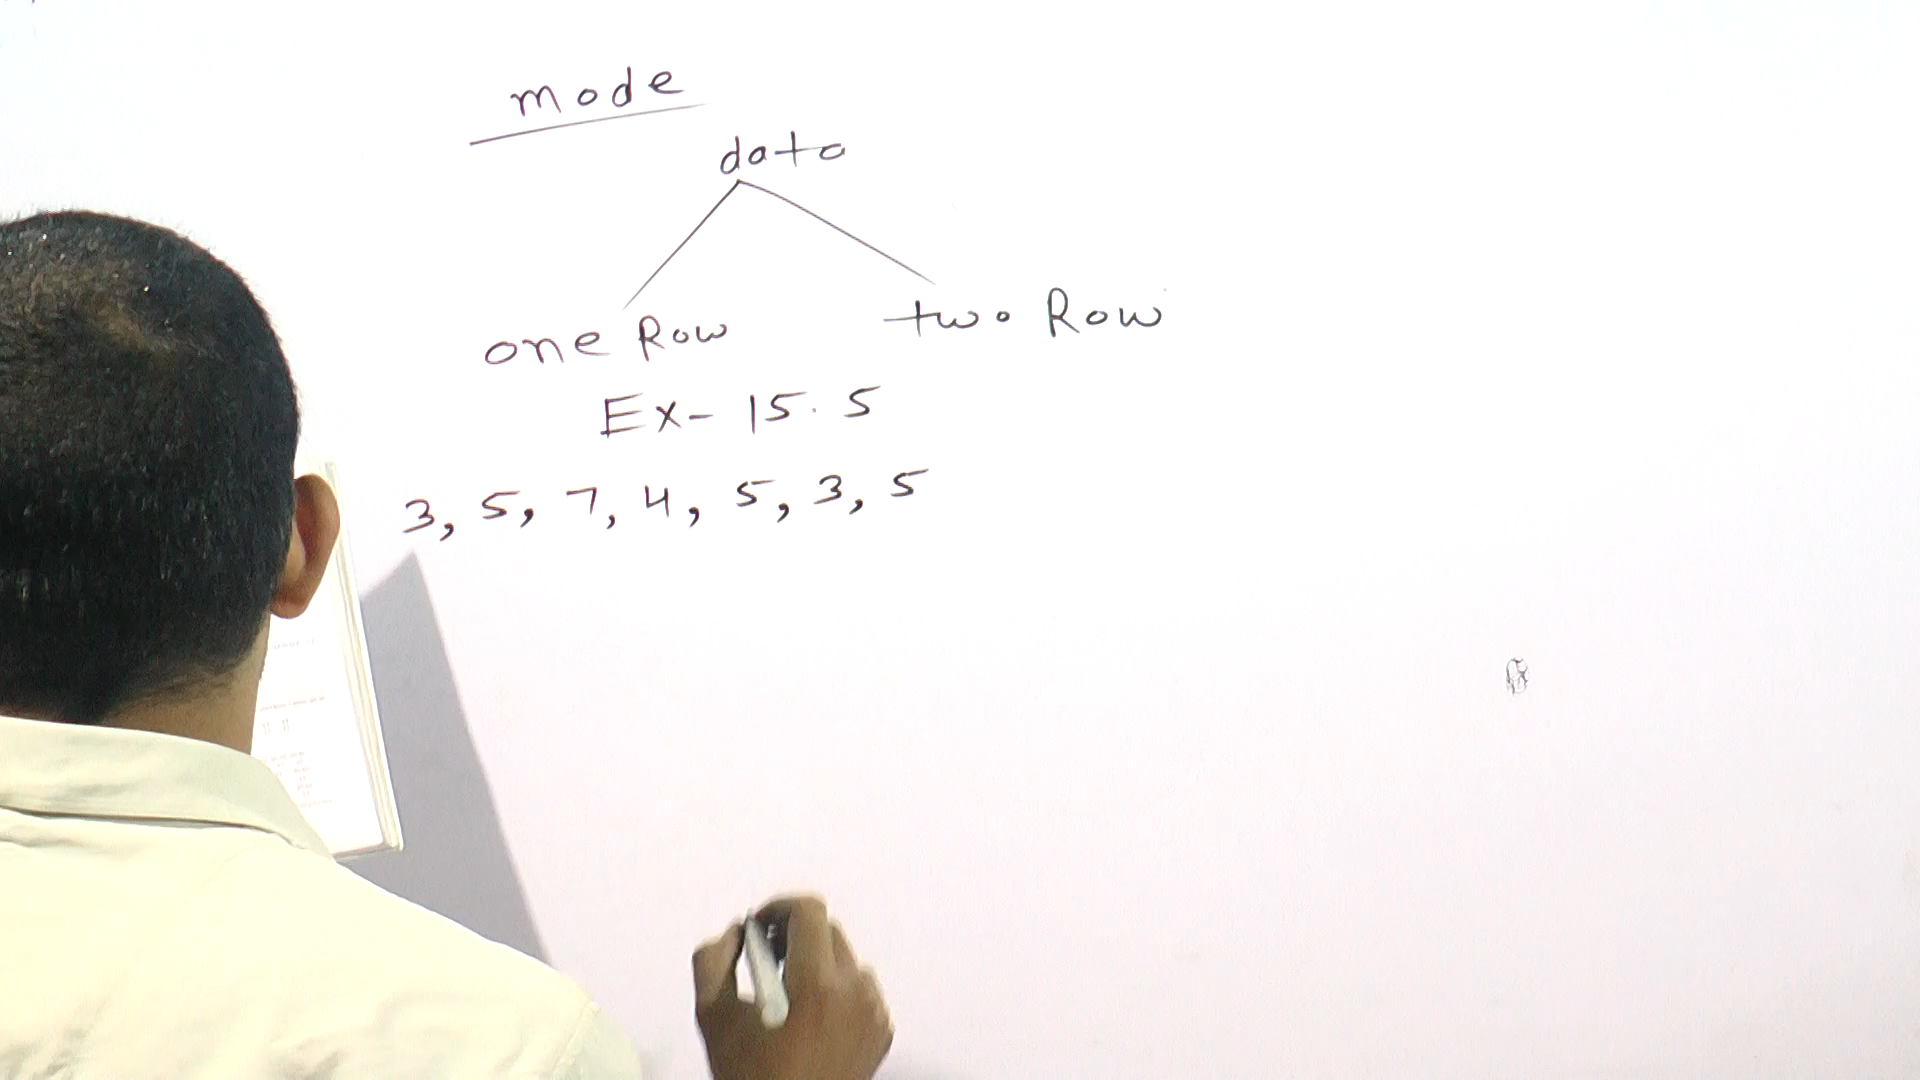 mode
data
one Row two Row
Ex- 15.5
3, 5, 7, 4, 5, 3, 5